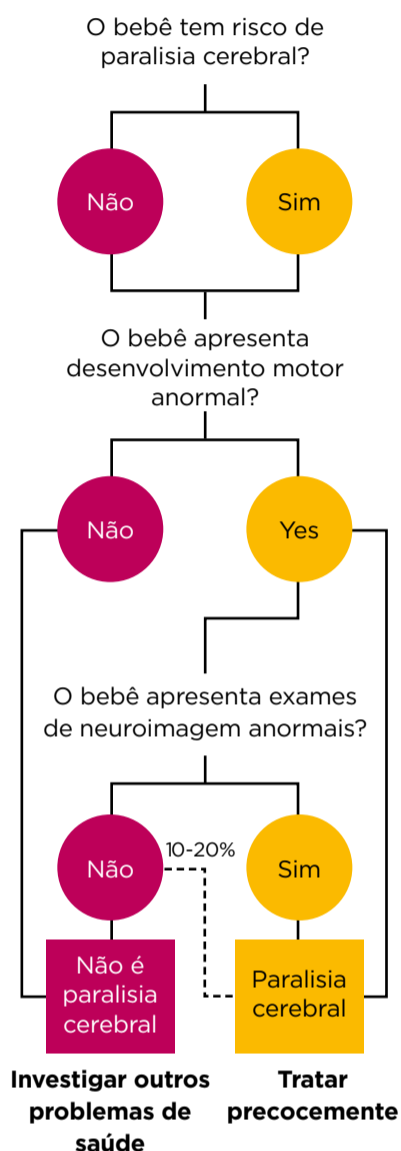 O bebê tem risco de
paralisia cerebral?
Não
Sim
O bebê apresenta
desenvolvimento motor
anormal?
Não
Yes
O bebê apresenta exames
de neuroimagem anormais?
Não
10-20%
Sim
Não é
paralisia
cerebral
Paralisia
cerebral
Investigar outros
problemas de
saúde
Tratar
precocemente